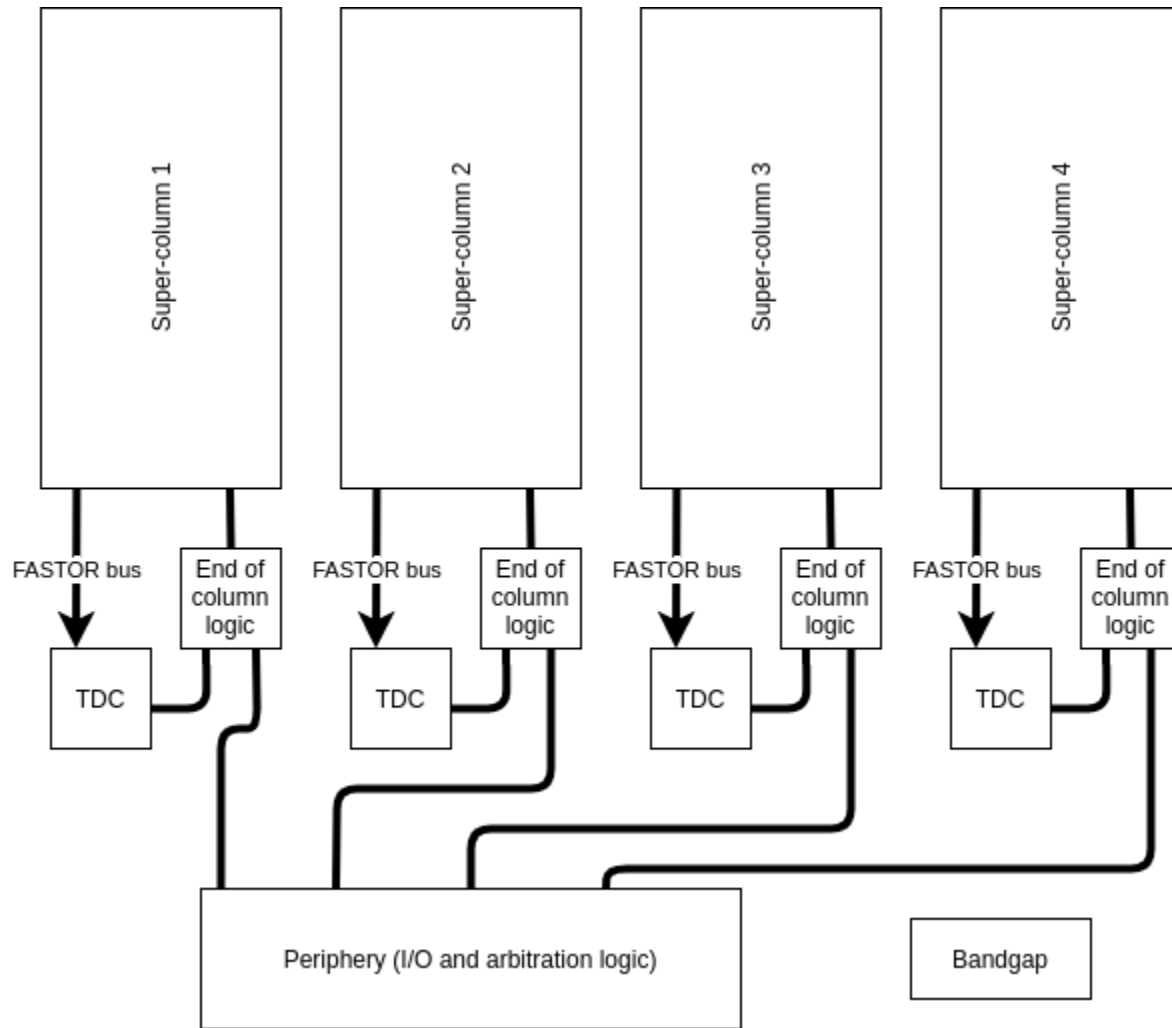 Super-column 1
Super-column 2
Super-column 3
Super-column 4
FASTOR bus
End of
column
logic
FASTOR bus
End of
column
logic
FASTOR bus
End of
column
logic
FASTOR bus
End of
column
logic
TDC
TDC
TDC
TDC
Periphery (I/O and arbitration logic)
Bandgap